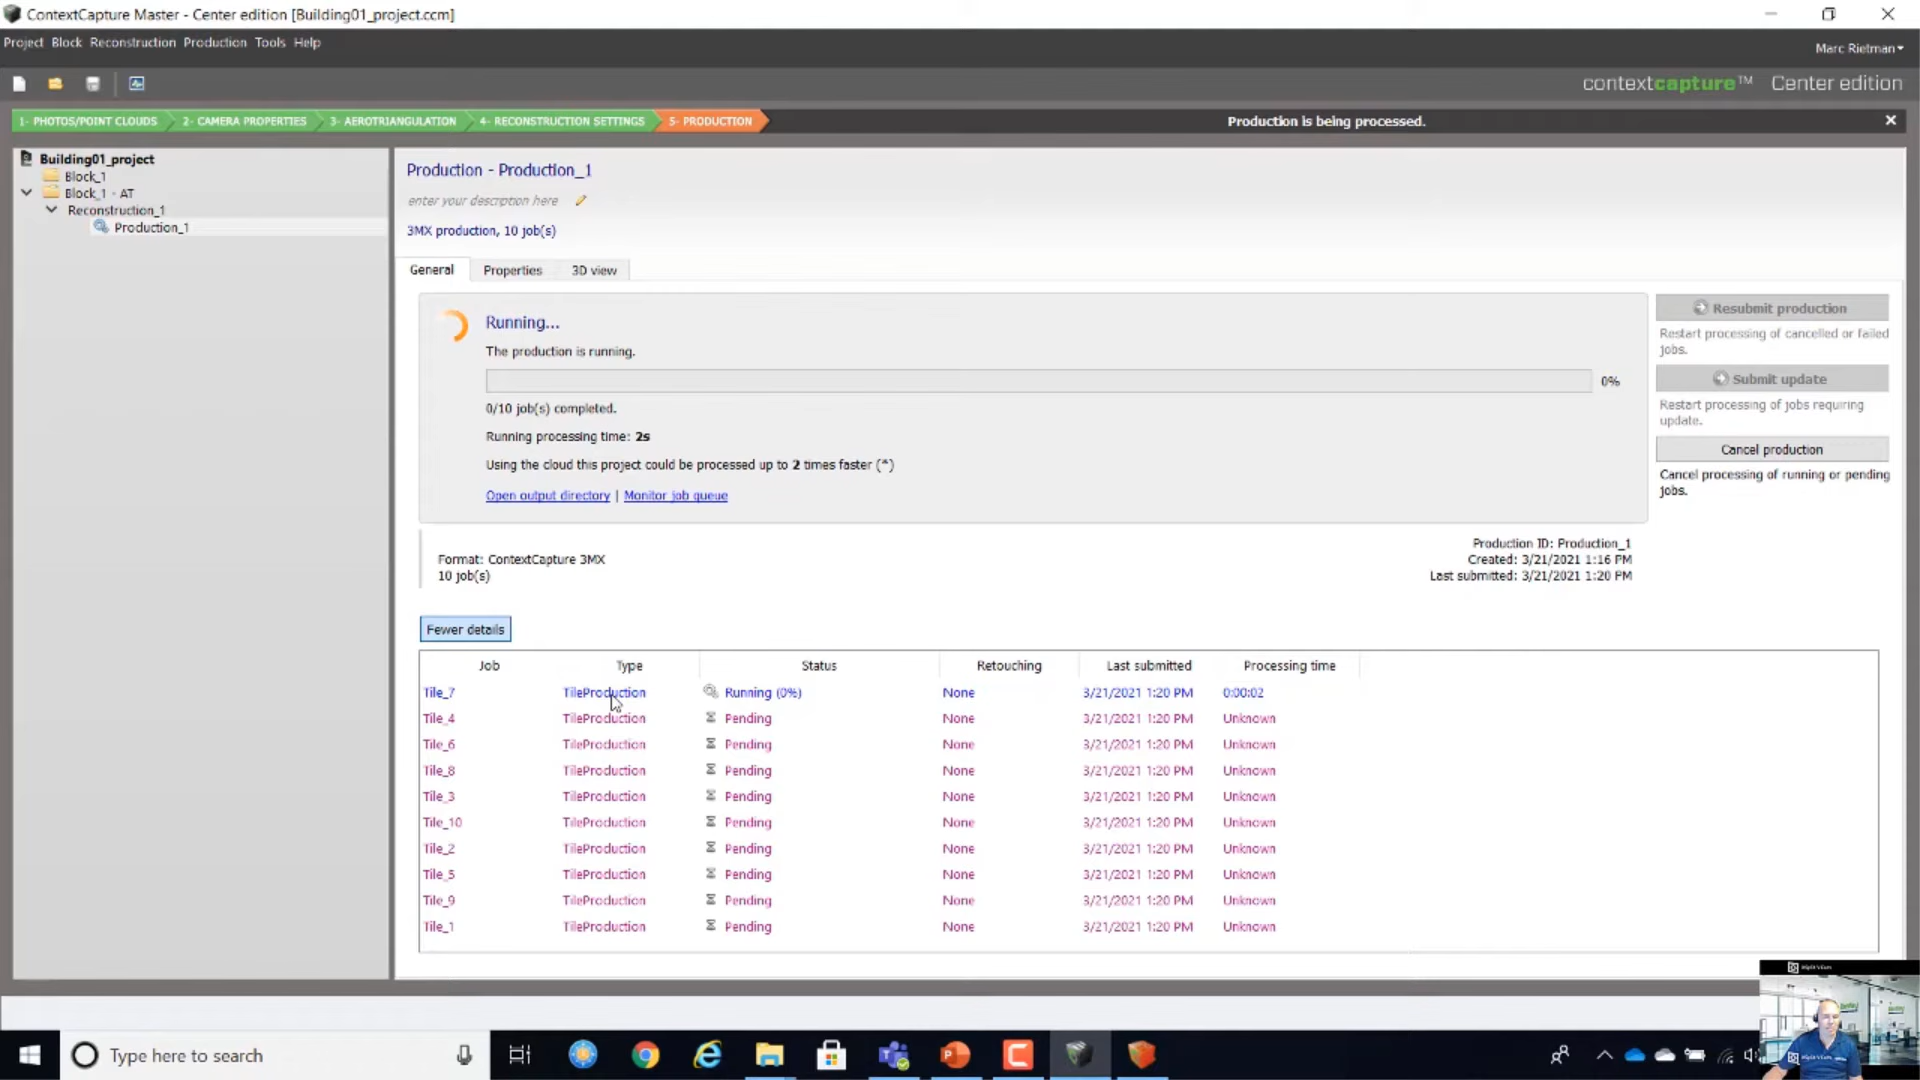 ContextCapture Master - Center edition [Building01_project.ccm]
Project Block Reconstruction Production Tools Help
Marc Rietman
contextcapture™ Center edition
1- PHOTOS/POINT CLOUDS 2- CAMERA PROPERTIES 3- AEROTRIANGULATION 4- RECONSTRUCTION SETTINGS 5- PRODUCTION
Production is being processed.
Building01_project
Block_1
Block_1 - AT
Reconstruction_1
Production_1
Production - Production_1
enter your description here
3MX production, 10 job(s)
General Properties 3D view
Running...
The production is running.
0%
0/10 job(s) completed.
Running processing time: 2s
Using the cloud this project could be processed up to 2 times faster (*)
Open output directory | Monitor job queue
Resubmit production
Restart processing of cancelled or failed
jobs.
Submit update
Restart processing of jobs requiring
update.
Cancel production
Cancel processing of running or pending
jobs.
Format: ContextCapture 3MX
10 job(s)
Production ID: Production_1
Created: 3/21/2021 1:16 PM
Last submitted: 3/21/2021 1:20 PM
Fewer details
Job Type Status Retouching Last submitted Processing time
Tile_7 TileProduction Running (0%) None 3/21/2021 1:20 PM 0:00:02
Tile_4 TileProduction Pending None 3/21/2021 1:20 PM Unknown
Tile_6 TileProduction Pending None 3/21/2021 1:20 PM Unknown
Tile_8 TileProduction Pending None 3/21/2021 1:20 PM Unknown
Tile_3 TileProduction Pending None 3/21/2021 1:20 PM Unknown
Tile_10 TileProduction Pending None 3/21/2021 1:20 PM Unknown
Tile_2 TileProduction Pending None 3/21/2021 1:20 PM Unknown
Tile_5 TileProduction Pending None 3/21/2021 1:20 PM Unknown
Tile_9 TileProduction Pending None 3/21/2021 1:20 PM Unknown
Tile_1 TileProduction Pending None 3/21/2021 1:20 PM Unknown
Type here to search